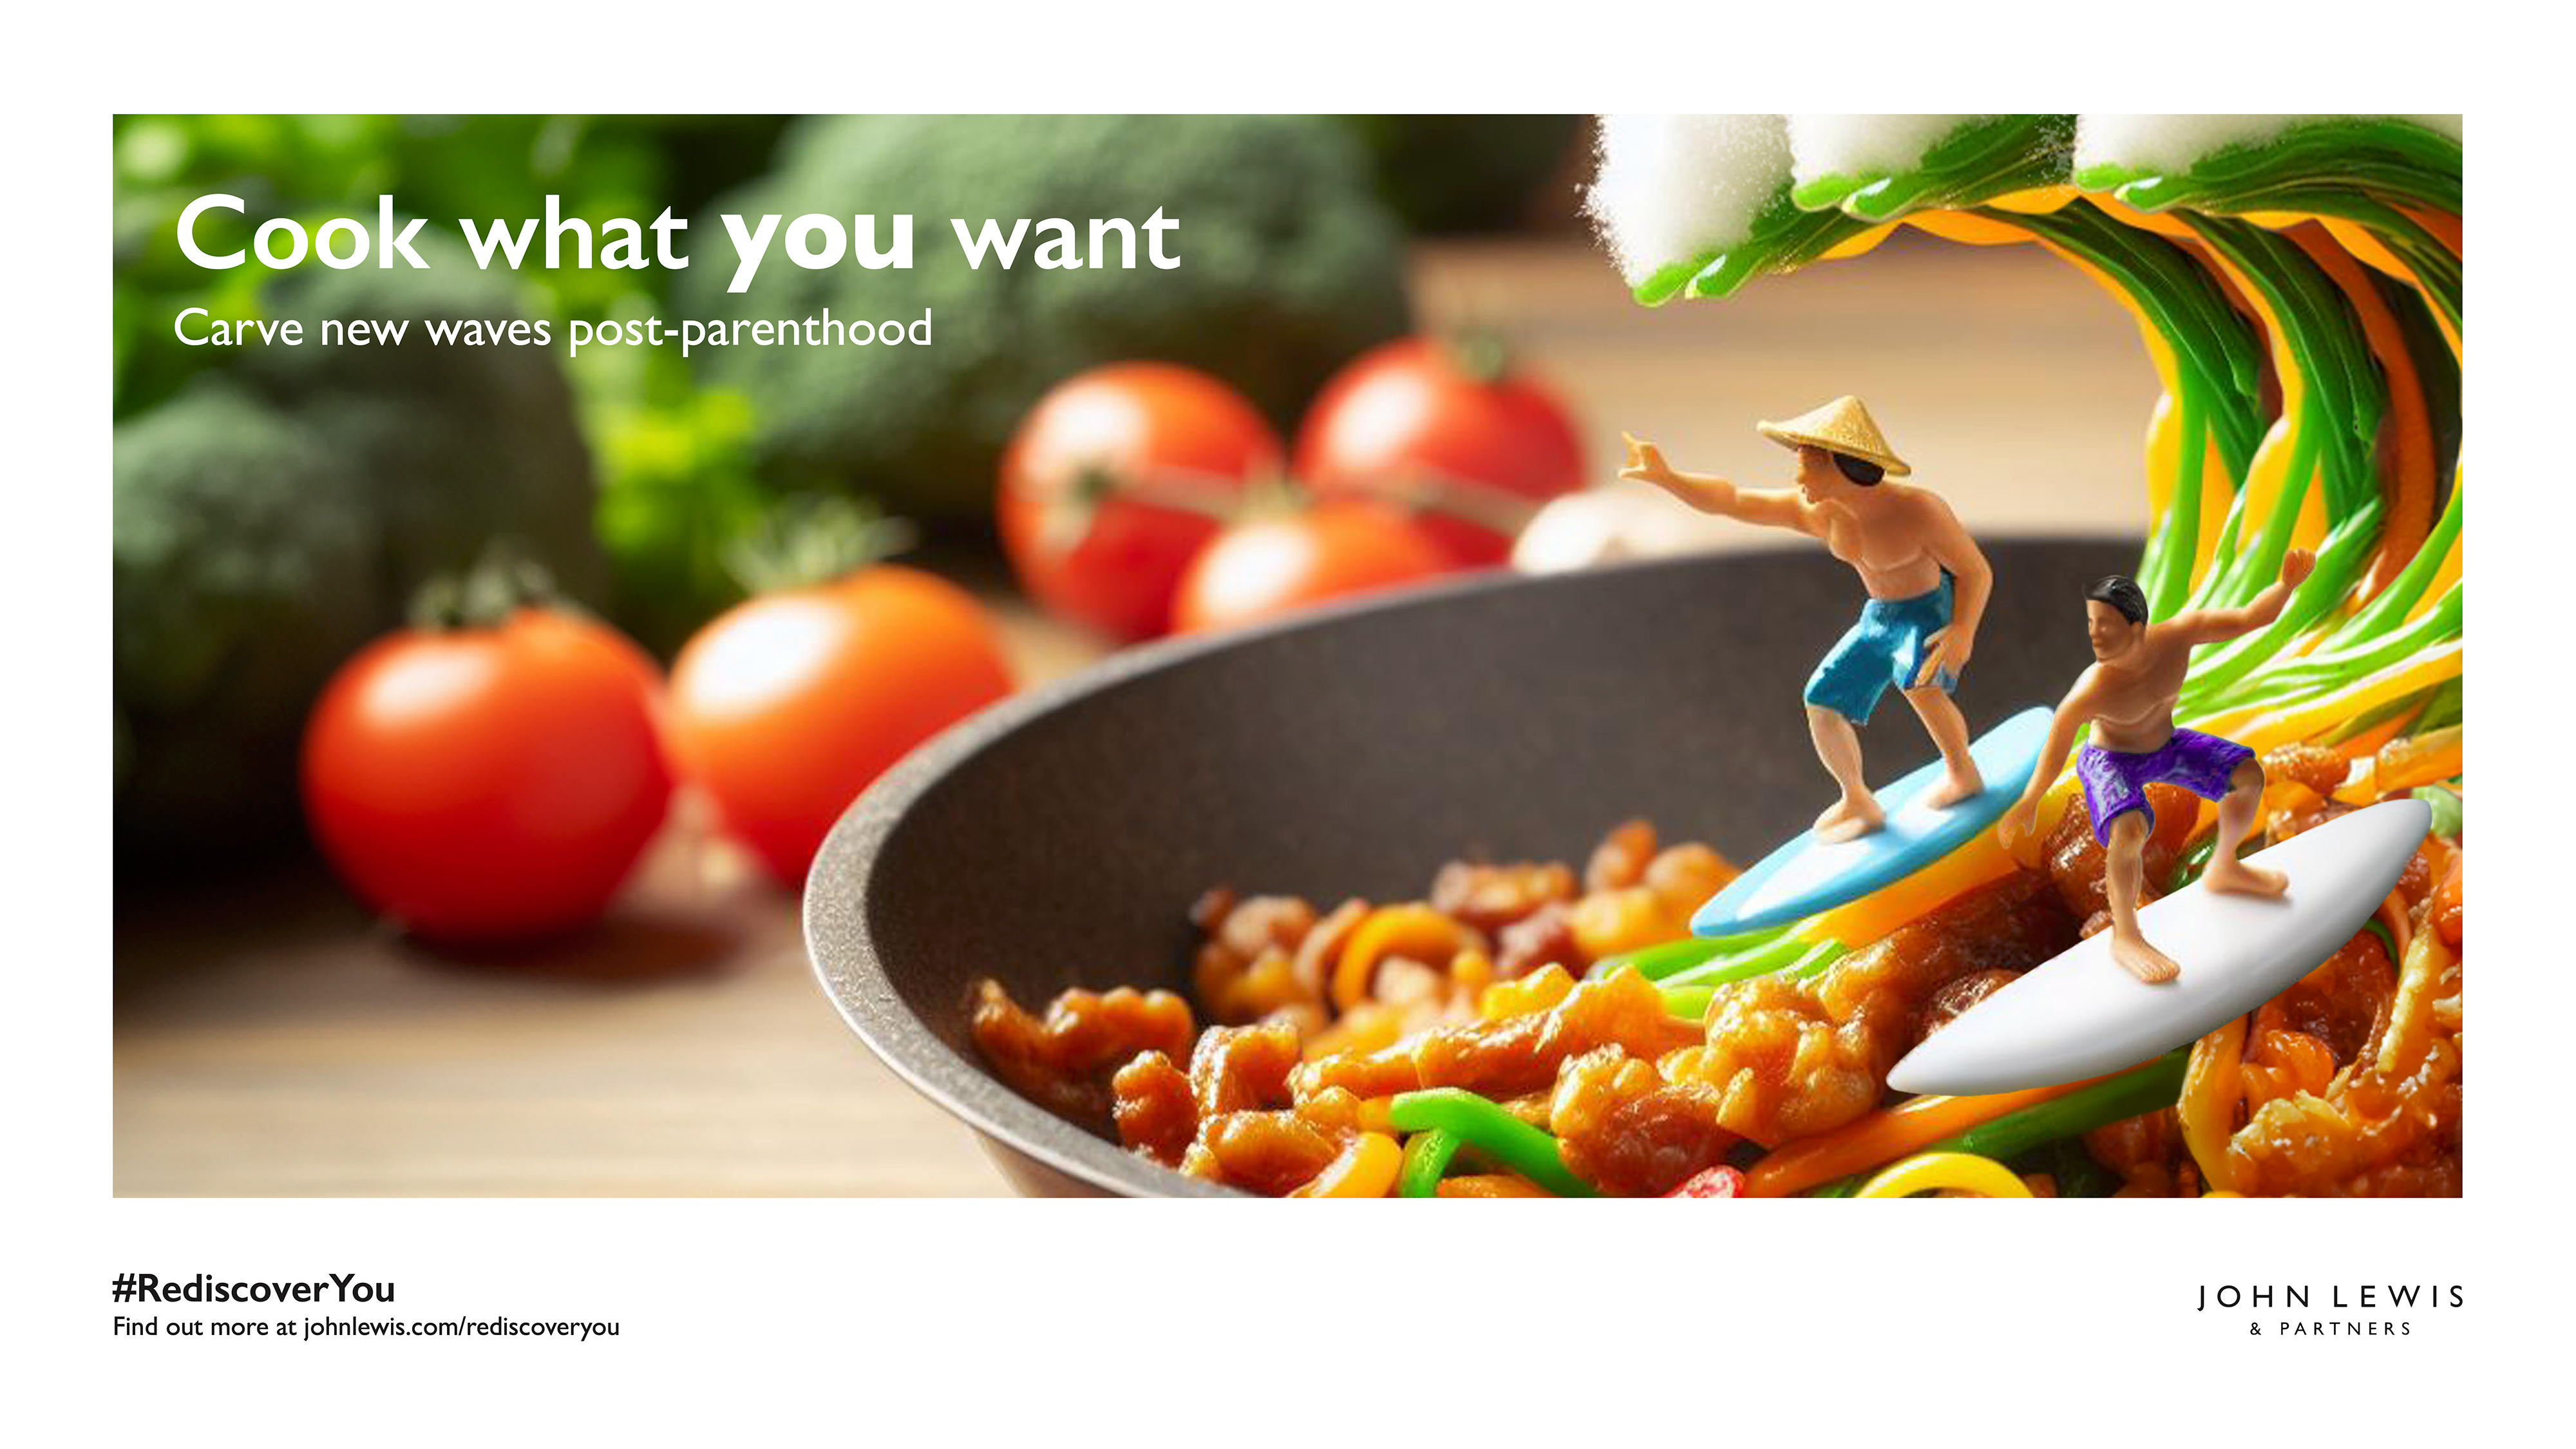 Cook what you want
Carve new waves post-parenthood
#RediscoverYou
Find out more at johnlewis.com/rediscoveryou
JOHN LEWIS
& PARTNERS